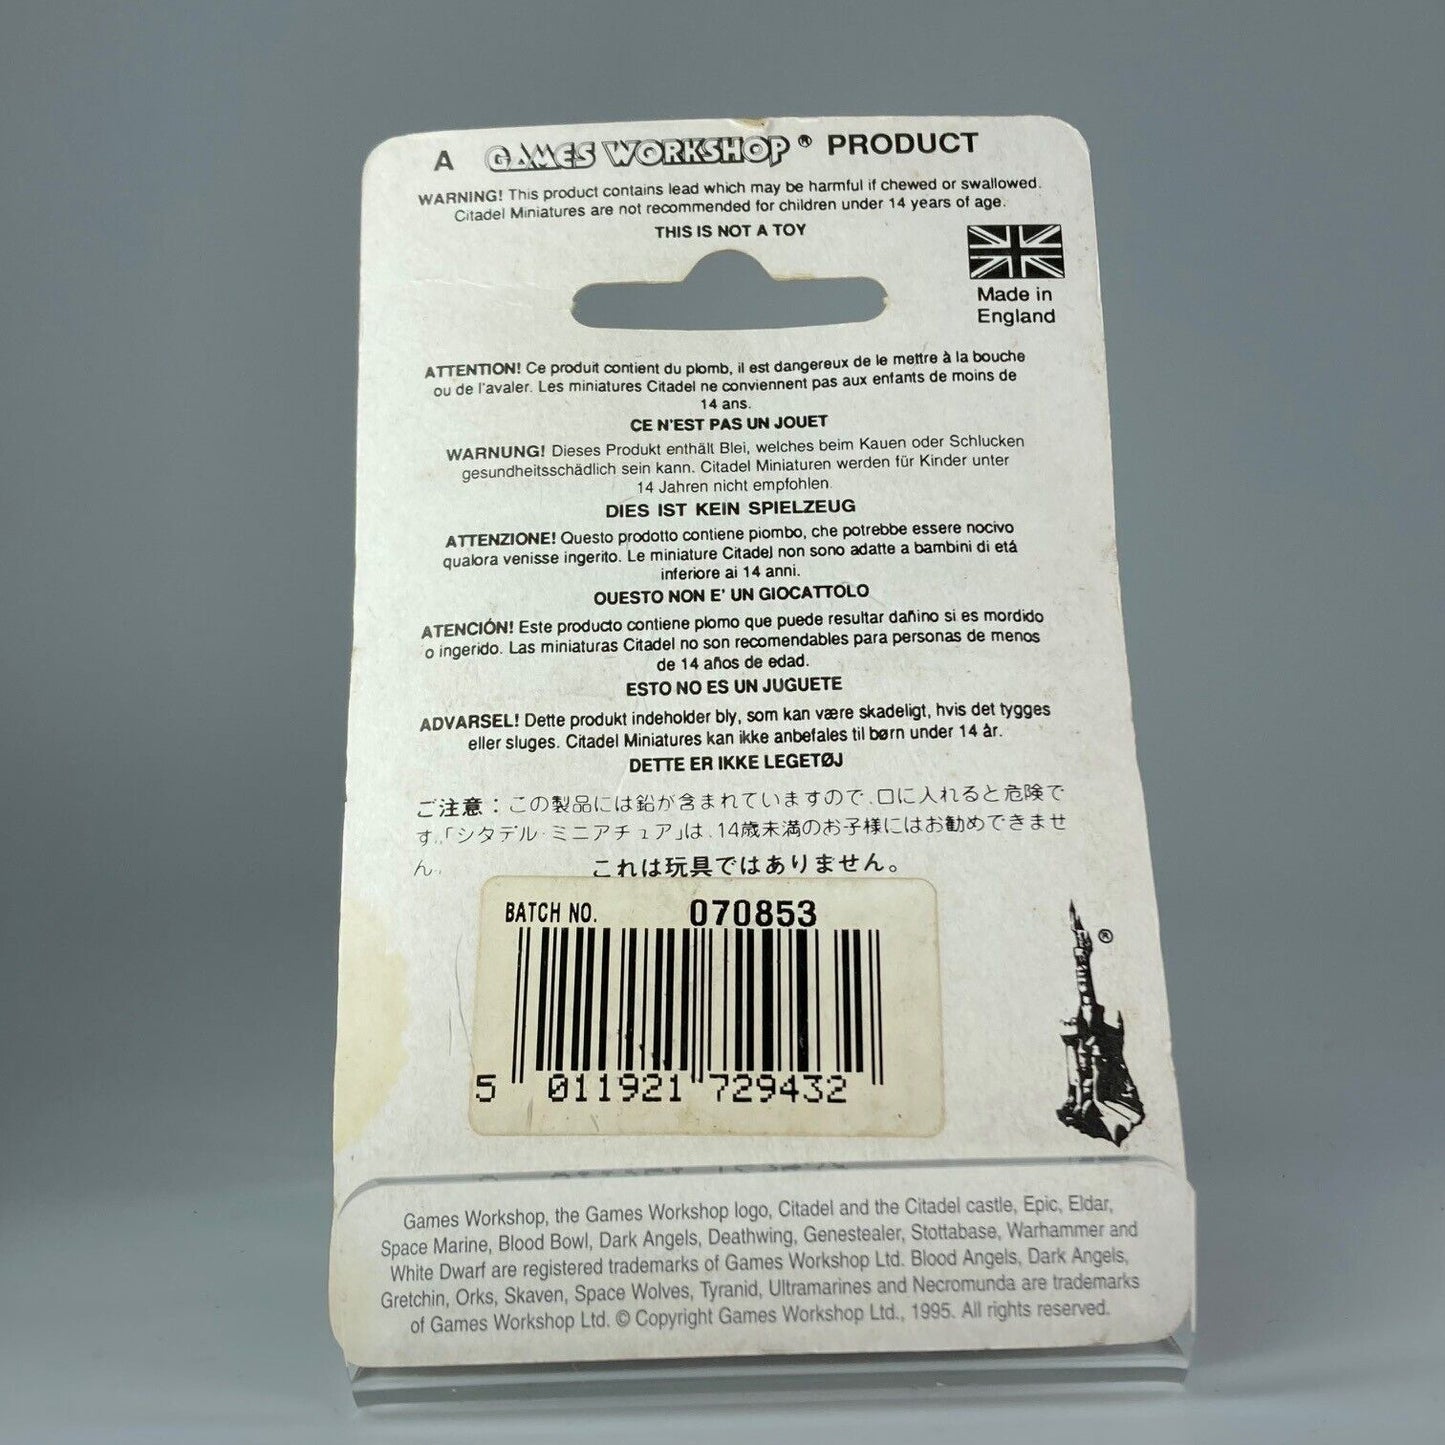 A GAMES WORKSHOP® PRODUCT
WARNING! This product contains lead which may be harmful if chewed or swallowed.
Citadel Miniatures are not recommended for children under 14 years of age.
THIS IS NOT A TOY
Made in
England
ATTENTION! Ce produit contient du plomb, il est dangereux de le mettre à la bouche
ou de l'avaler. Les miniatures Citadel ne conviennent pas aux enfants de moins de
14 ans.
CE N'EST PAS UN JOUET
WARNUNG! Dieses Produkt enthält Blei, welches beim Kauen oder Schlucken
gesundheitsschädlich sein kann. Citadel Miniaturen werden für Kinder unter
14 Jahren nicht empfohlen.
DIES IST KEIN SPIELZEUG
ATTENZIONE! Questo prodotto contiene piombo, che potrebbe essere nocivo
qualora venisse ingerito. Le miniature Citadel non sono adatte a bambini di etá
inferiore ai 14 anni.
QUESTO NON E' UN GIOCATTOLO
ATENCIÓN! Este producto contiene plomo que puede resultar dañino si es mordido
o ingerido. Las miniaturas Citadel no son recomendables para personas de menos
de 14 años de edad.
ESTO NO ES UN JUGUETE
ADVARSEL! Dette produkt indeholder bly, som kan være skadeligt, hvis det tygges
eller sluges. Citadel Miniatures kan ikke anbefales til børn under 14 år.
DETTE ER IKKE LEGETØJ
ご注意：この製品には鉛が含まれていますので、口に入れると危険で
す。「シタデル・ミニアチュア」は、14歳未満のお子様にはお勧めできませ
ん。 これは玩具ではありません。
BATCH NO. 070853
5 011921 729432
®
Games Workshop, the Games Workshop logo, Citadel and the Citadel castle, Epic, Eldar,
Space Marine, Blood Bowl, Dark Angels, Deathwing, Genestealer, Stottabase, Warhammer and
White Dwarf are registered trademarks of Games Workshop Ltd. Blood Angels, Dark Angels,
Gretchin, Orks, Skaven, Space Wolves, Tyranid, Ultramarines and Necromunda are trademarks
of Games Workshop Ltd. © Copyright Games Workshop Ltd., 1995. All rights reserved.